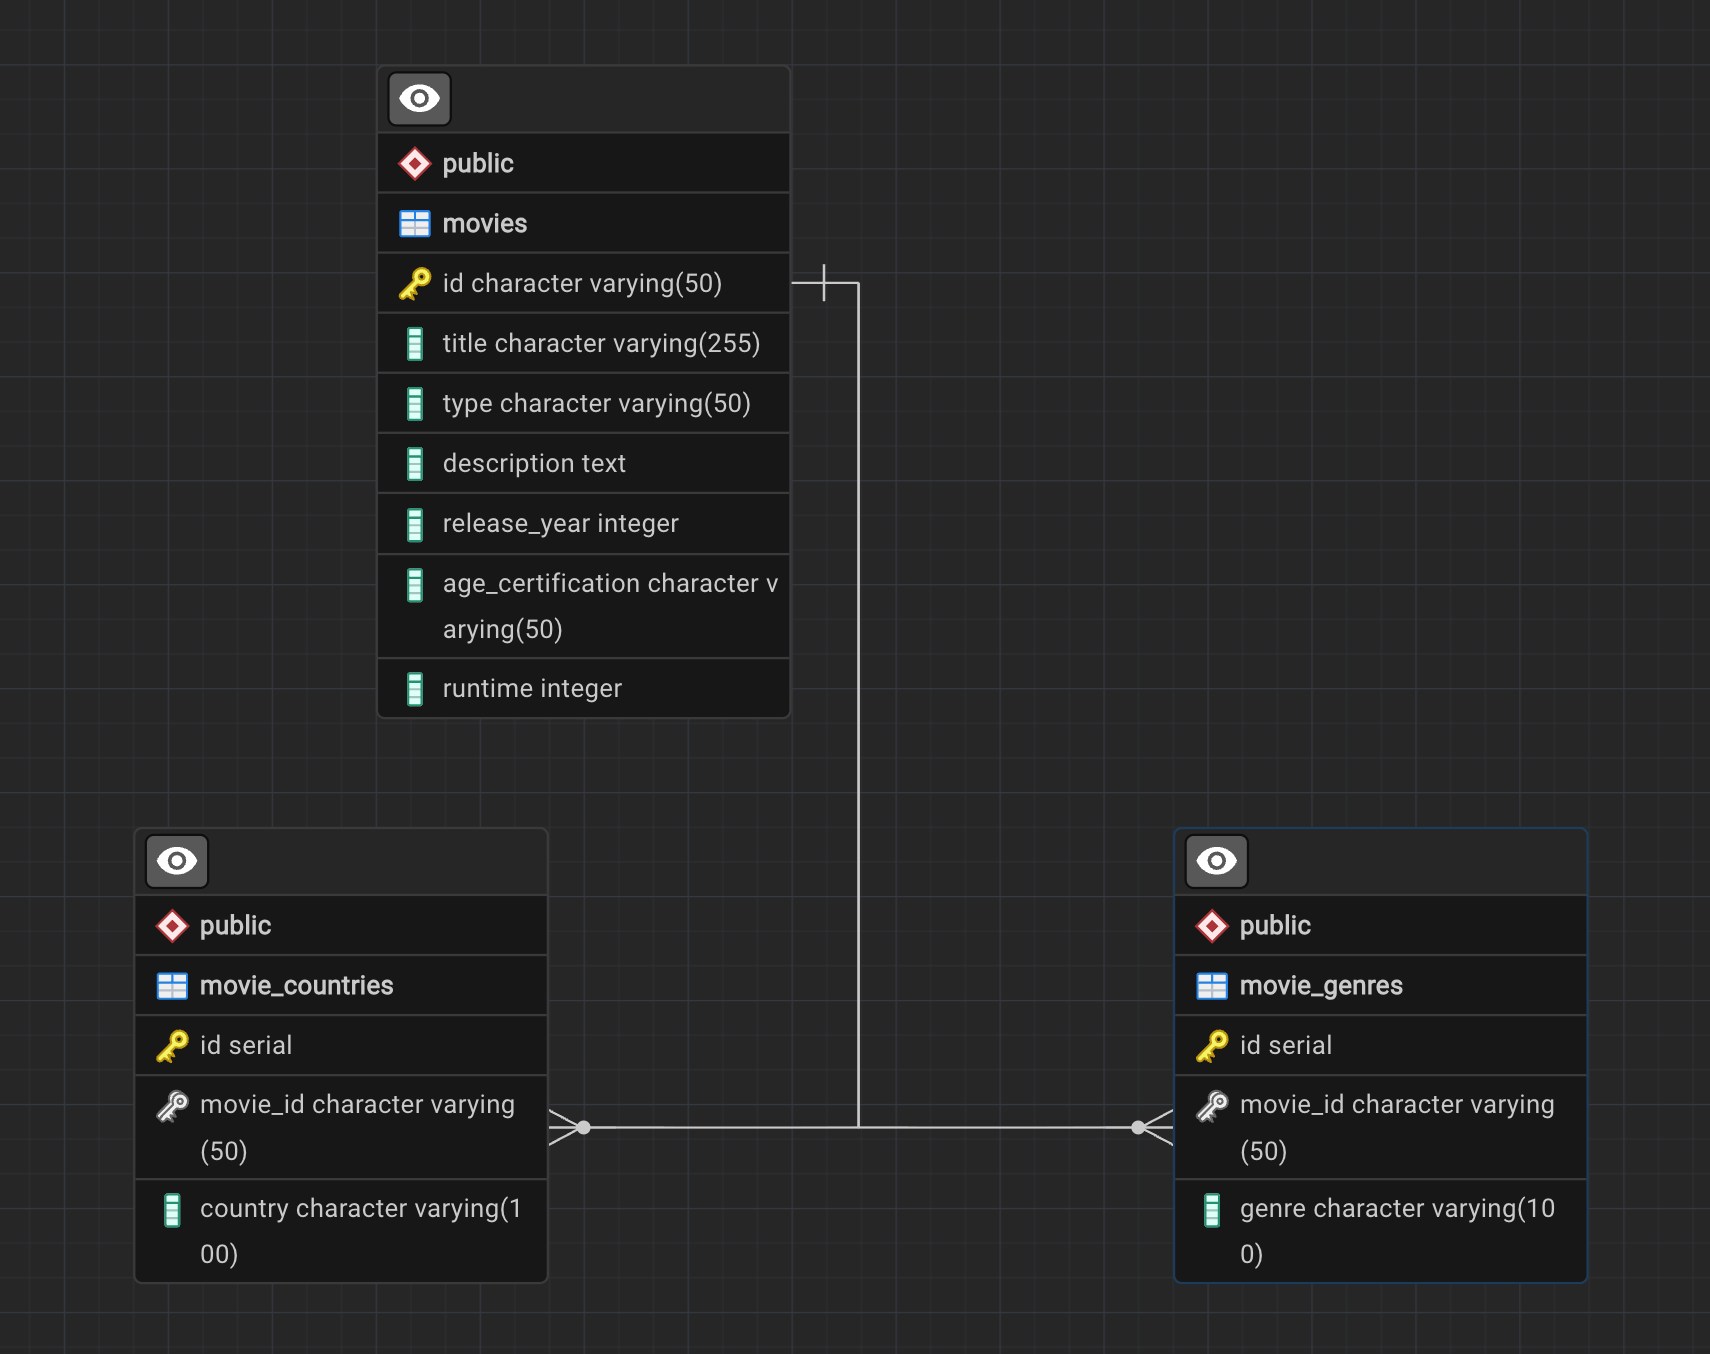 public
movies
id character varying(50)
title character varying(255)
type character varying(50)
description text
release_year integer
age_certification character v
arying(50)
runtime integer
public
movie_countries
id serial
movie_id character varying
(50)
country character varying(1
00)
public
movie_genres
id serial
movie_id character varying
(50)
genre character varying(10
0)